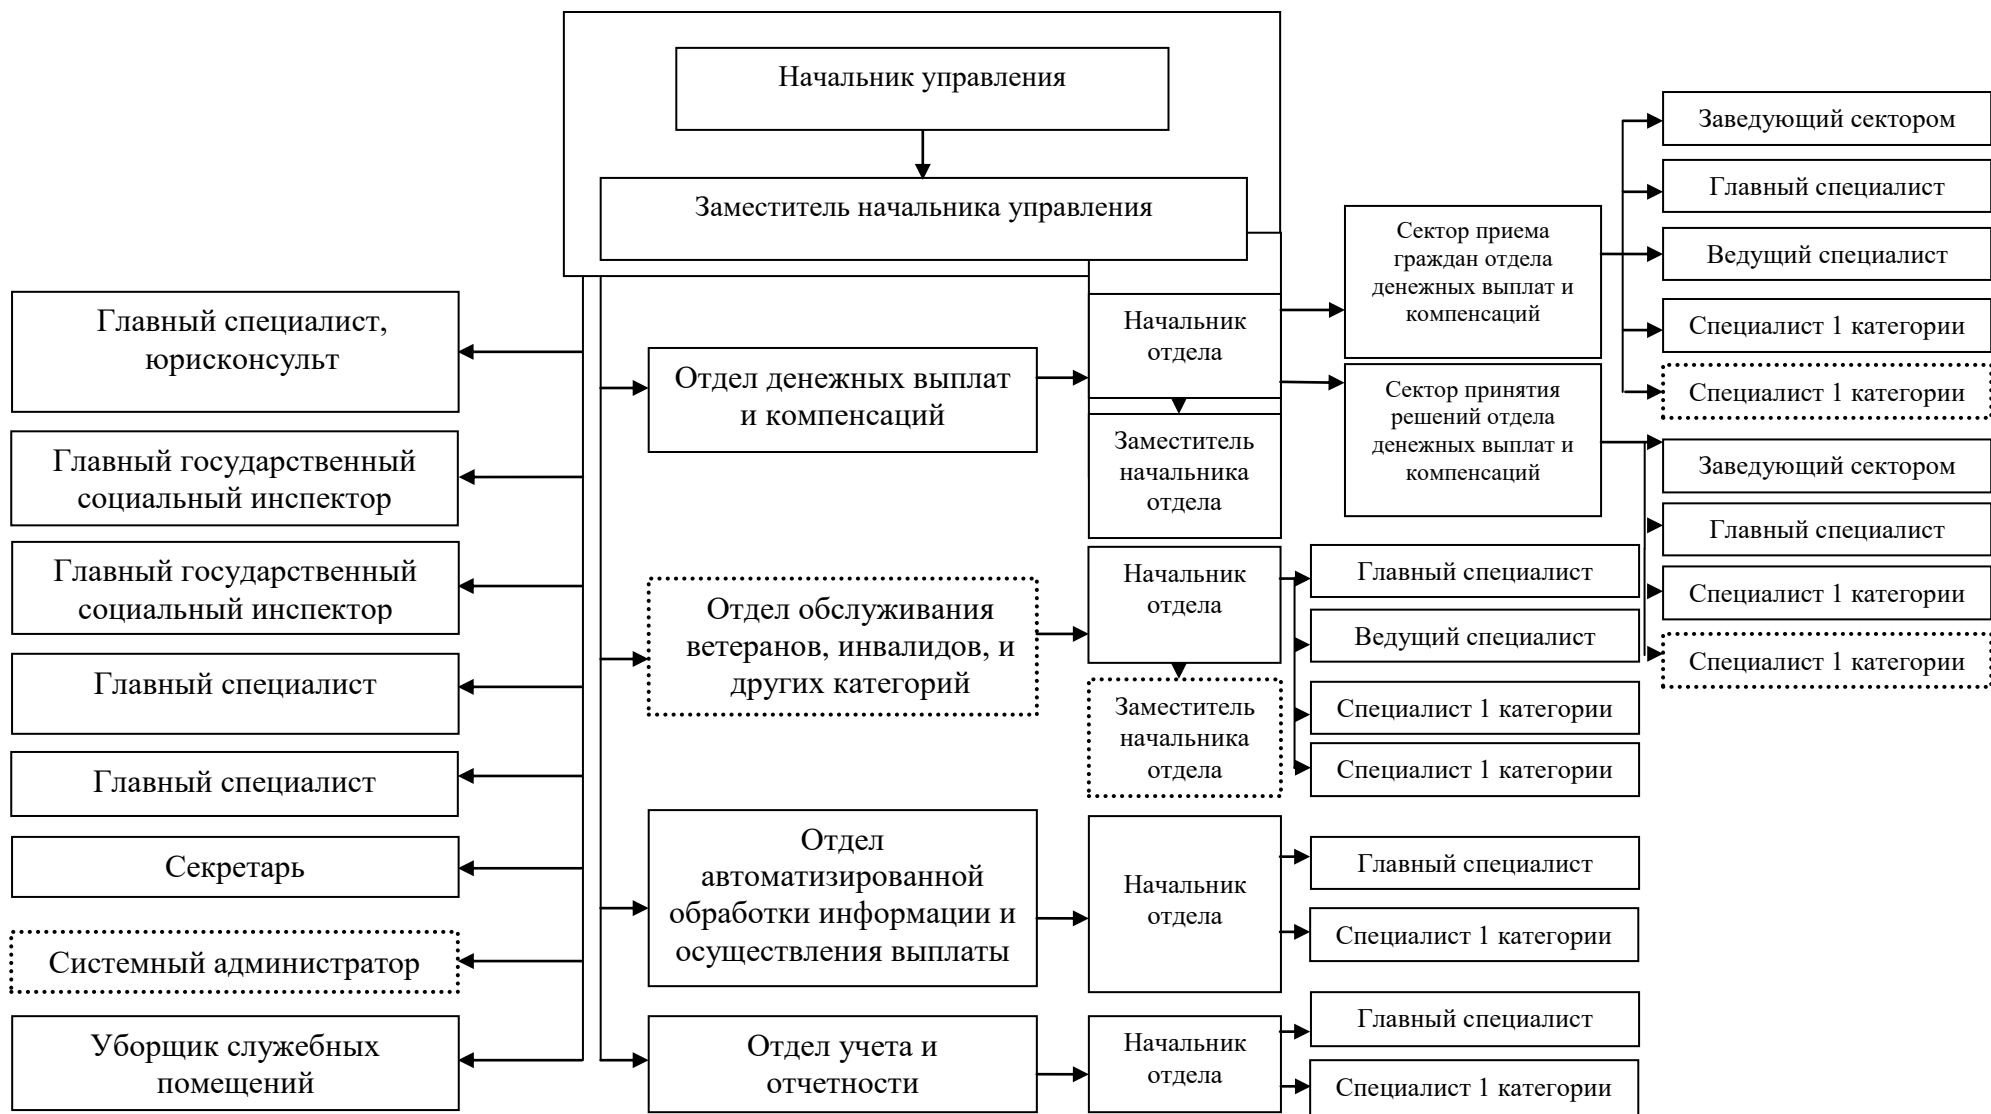 Начальник управления
Заместитель начальника управления
Главный специалист,
юрисконсульт
Главный государственный
социальный инспектор
Главный государственный
социальный инспектор
Главный специалист
Главный специалист
Секретарь
Системный администратор
Уборщик служебных
помещений
Отдел денежных выплат
и компенсаций
Начальник
отдела
Заместитель
начальника
отдела
Сектор приема
граждан отдела
денежных выплат и
компенсаций
Заведующий сектором
Главный специалист
Ведущий специалист
Специалист 1 категории
Специалист 1 категории
Сектор принятия
решений отдела
денежных выплат и
компенсаций
Заведующий сектором
Главный специалист
Специалист 1 категории
Специалист 1 категории
Отдел обслуживания
ветеранов, инвалидов, и
других категорий
Начальник
отдела
Заместитель
начальника
отдела
Главный специалист
Ведущий специалист
Специалист 1 категории
Специалист 1 категории
Отдел
автоматизированной
обработки информации и
осуществления выплаты
Начальник
отдела
Главный специалист
Специалист 1 категории
Отдел учета и
отчетности
Начальник
отдела
Главный специалист
Специалист 1 категории